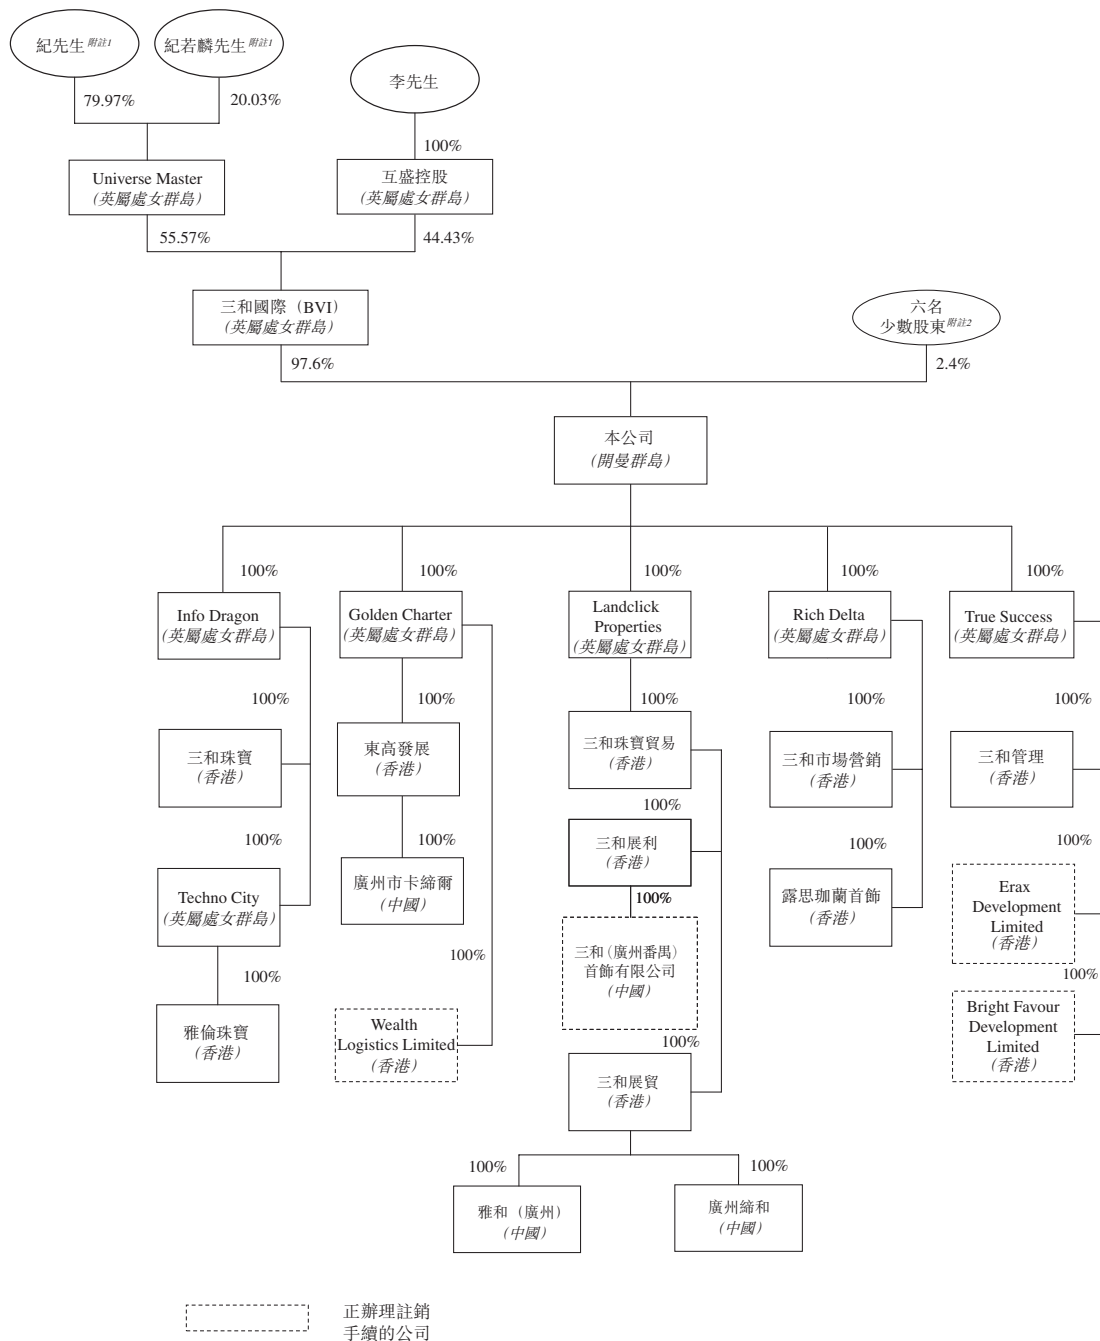 紀先生附註1
紀若麟先生附註1
李先生
79.97%
20.03%
100%
Universe Master
(英屬處女群島)
互盛控股
(英屬處女群島)
55.57%
44.43%
三和國際（BVI）
(英屬處女群島)
六名
少數股東附註2
97.6%
2.4%
本公司
(開曼群島)
100%
100%
100%
100%
100%
Info Dragon
(英屬處女群島)
Golden Charter
(英屬處女群島)
Landclick
Properties
(英屬處女群島)
Rich Delta
(英屬處女群島)
True Success
(英屬處女群島)
100%
100%
100%
100%
100%
三和珠寶
(香港)
東高發展
(香港)
三和珠寶貿易
(香港)
三和市場營銷
(香港)
三和管理
(香港)
100%
100%
100%
100%
100%
Techno City
(英屬處女群島)
廣州市卡締爾
(中國)
三和展利
(香港)
露思珈蘭首飾
(香港)
Erax
Development
Limited
(香港)
100%
100%
100%
100%
三和（廣州番禺）
首飾有限公司
(中國)
雅倫珠寶
(香港)
Wealth
Logistics Limited
(香港)
Bright Favour
Development
Limited
(香港)
100%
三和展貿
(香港)
100%
100%
雅和（廣州）
(中國)
廣州締和
(中國)
正辦理註銷
手續的公司